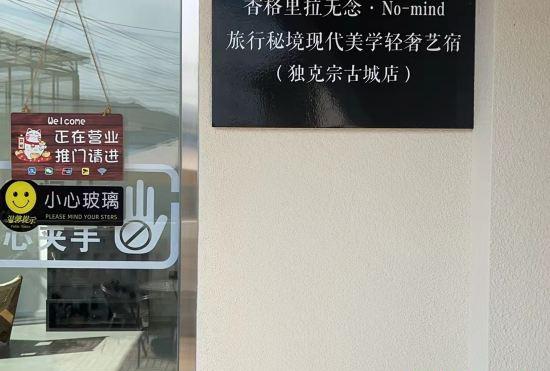 香格里拉无念·No-mind
旅行秘境现代美学轻奢艺宿
（独克宗古城店）
Welcome
正在营业
推门请进
小心玻璃
PLEASE MIND YOUR STERS
温馨提示
心夹手